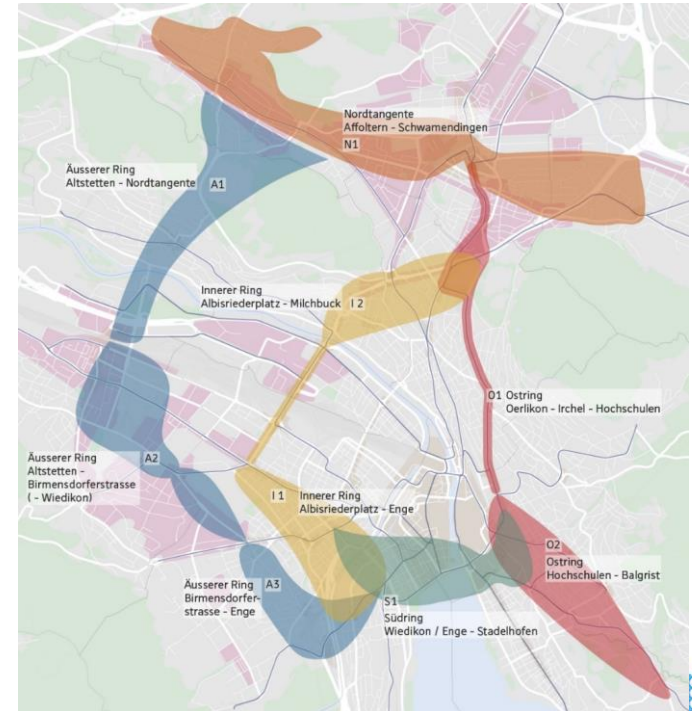 Nordtangente
Affoltern - Schwamendingen
N1
Äusserer Ring
Altstetten - Nordtangente A1
Innerer Ring
Albisriederplatz - Milchbuck I 2
O1 Ostring
Oerlikon - Irchel - Hochschulen
Äusserer Ring
Altstetten -
Birmensdorferstrasse
( - Wiedikon)
A2
I 1 Innerer Ring
Albisriederplatz - Enge
O2
Ostring
Hochschulen - Balgrist
Äusserer Ring A3
Birmensdorfer-
strasse - Enge
S1
Südring
Wiedikon / Enge - Stadelhofen